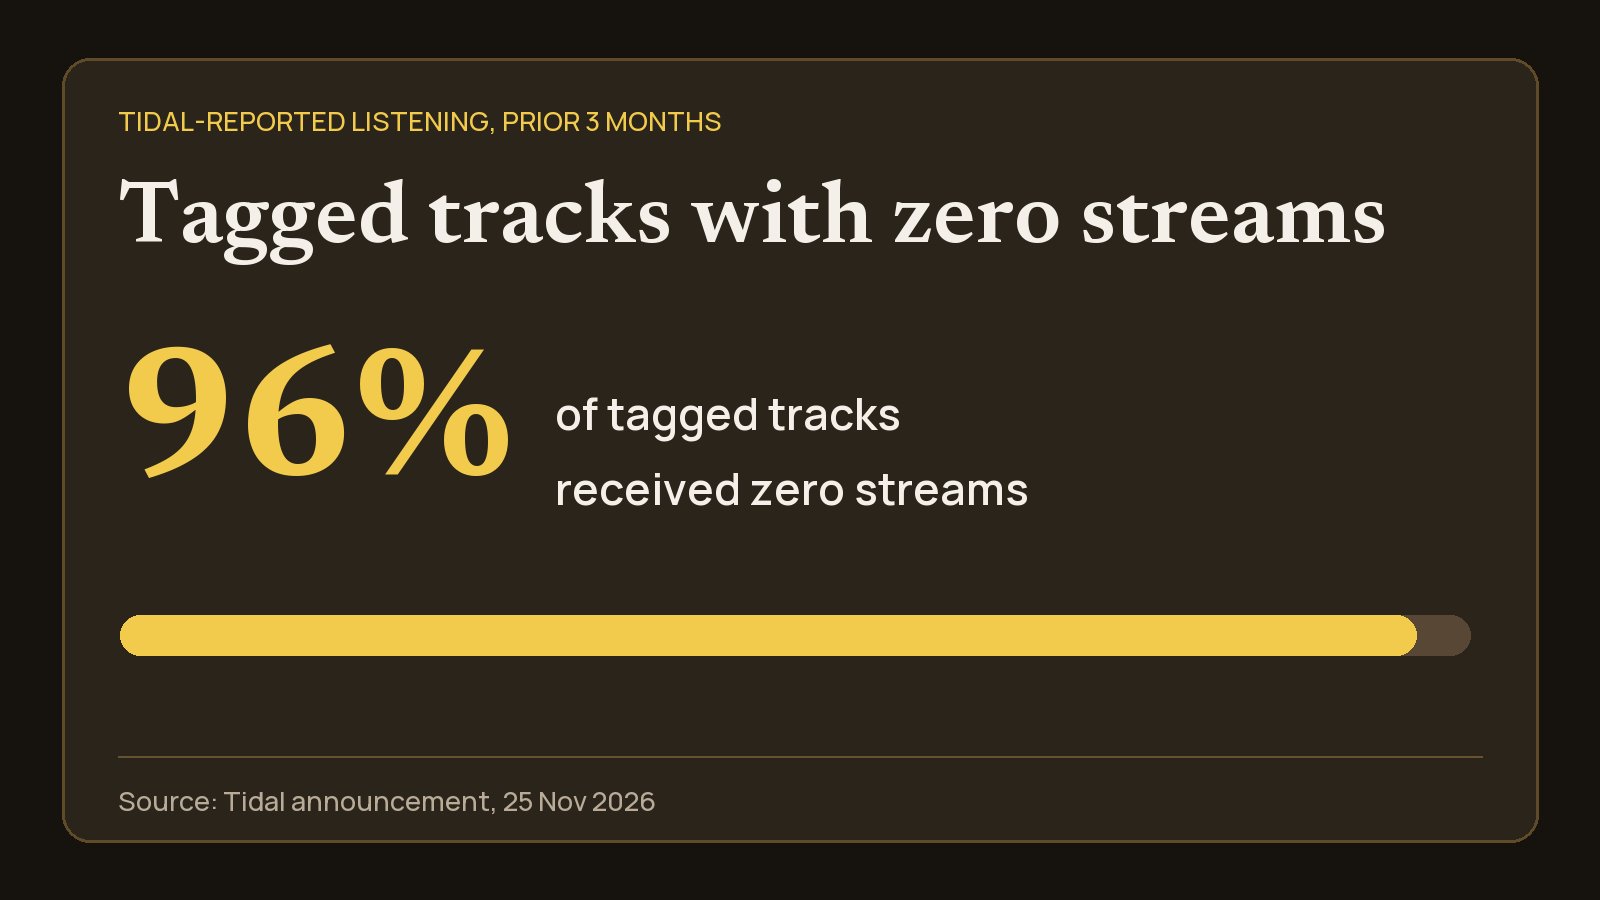 TIDAL-REPORTED LISTENING, PRIOR 3 MONTHS
Tagged tracks with zero streams
96%
of tagged tracks
received zero streams
Source: Tidal announcement, 25 Nov 2026